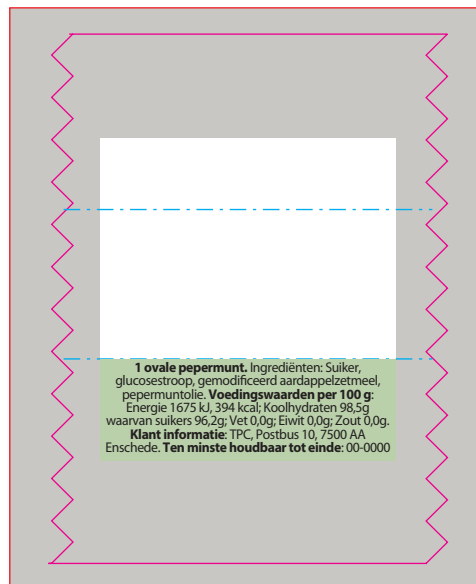 1 ovale pepermunt. Ingrediënten: Suiker,
glucosestroop, gemodificeerd aardappelzetmeel,
pepermuntolie. Voedingswaarden per 100 g:
Energie 1675 kJ, 394 kcal; Koolhydraten 98,5g
waarvan suikers 96,2g; Vet 0,0g; Eiwit 0,0g; Zout 0,0g.
Klant informatie: TPC, Postbus 10, 7500 AA
Enschede. Ten minste houdbaar tot einde: 00-0000